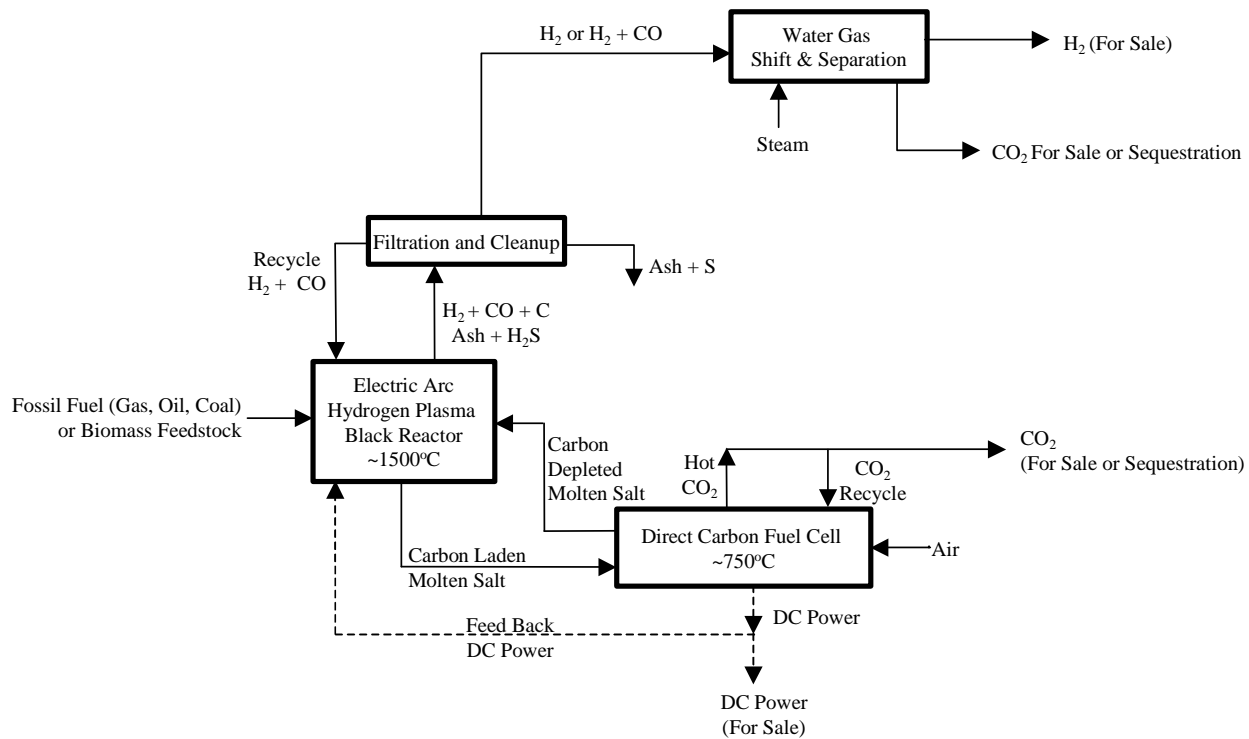 H₂ or H₂ + CO
Water Gas
Shift & Separation
H₂ (For Sale)
Steam
CO₂ For Sale or Sequestration
Filtration and Cleanup
Recycle
H₂ + CO
Ash + S
H₂ + CO + C
Ash + H₂S
Fossil Fuel (Gas, Oil, Coal)
or Biomass Feedstock
Electric Arc
Hydrogen Plasma
Black Reactor
~1500ºC
Carbon
Depleted
Molten Salt
Hot
CO₂
CO₂
Recycle
CO₂
(For Sale or Sequestration)
Direct Carbon Fuel Cell
~750ºC
Air
Carbon Laden
Molten Salt
DC Power
Feed Back
DC Power
DC Power
(For Sale)